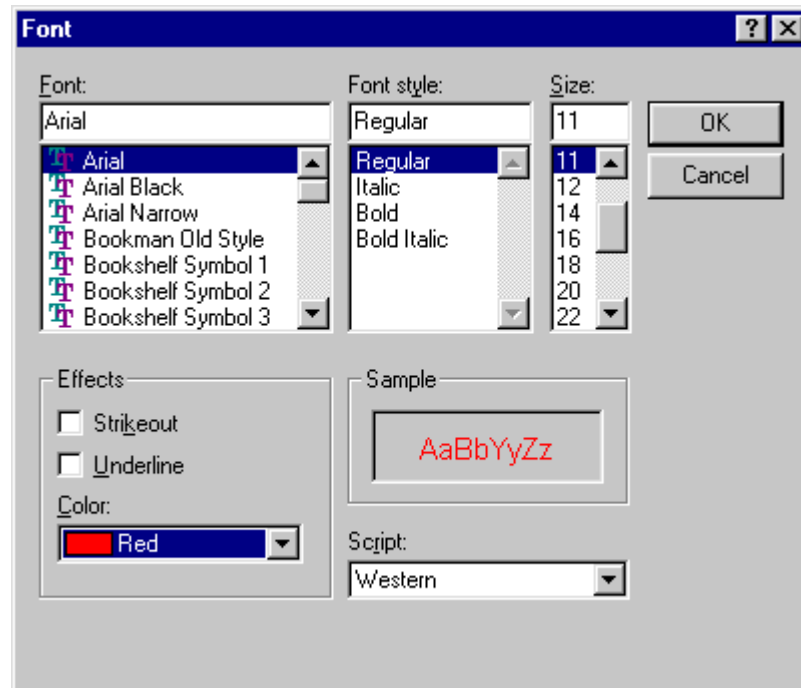 Font
Font: Font style: Size:
Arial Regular 11 OK
Arial Regular 11 Cancel
Arial Black Italic 12
Arial Narrow Bold 14
Bookman Old Style Bold Italic 16
Bookshelf Symbol 1 18
Bookshelf Symbol 2 20
Bookshelf Symbol 3 22
Effects Sample
Strikeout
AaBbYyZz
Underline
Color:
Red Script:
Western